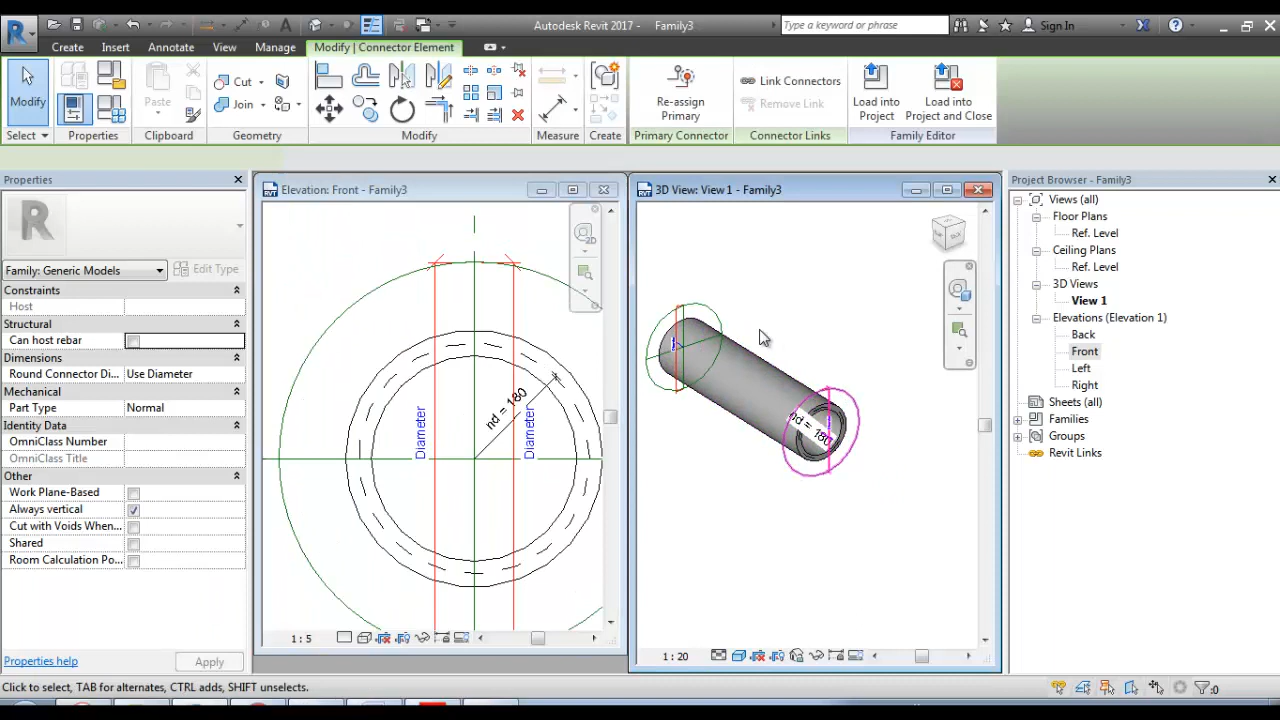 Autodesk Revit 2017 - Family3
Type a keyword or phrase
Sign In
Create Insert Annotate View Manage Modify | Connector Element
Modify
Select
Properties
Paste
Clipboard
Cut
Join
Geometry
Modify
Measure
Create
Re-assign
Primary
Primary Connector
Link Connectors
Remove Link
Connector Links
Load into
Project
Load into
Project and Close
Family Editor
Properties
R
Family: Generic Models
Edit Type
Constraints
Host
Structural
Can host rebar
Dimensions
Round Connector Di... Use Diameter
Mechanical
Part Type Normal
Identity Data
OmniClass Number
OmniClass Title
Other
Work Plane-Based
Always vertical
Cut with Voids When...
Shared
Room Calculation Po...
Properties help
Apply
Elevation: Front - Family3
2D
nd = 180
Diameter
Diameter
1 : 5
3D View: View 1 - Family3
nd = 180
1 : 20
Project Browser - Family3
Views (all)
Floor Plans
Ref. Level
Ceiling Plans
Ref. Level
3D Views
View 1
Elevations (Elevation 1)
Back
Front
Left
Right
Sheets (all)
Families
Groups
Revit Links
Click to select, TAB for alternates, CTRL adds, SHIFT unselects.
:0